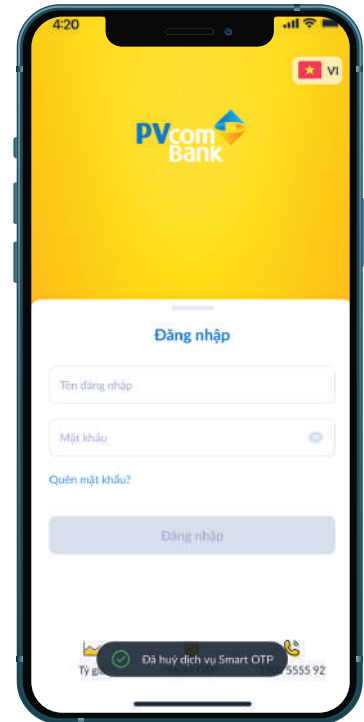 4:20
VI
PVcom
Bank
Đăng nhập
Tên đăng nhập
Mật khẩu
Quên mật khẩu?
Đăng nhập
Đã huỷ dịch vụ Smart OTP
Tỷ
5555 92